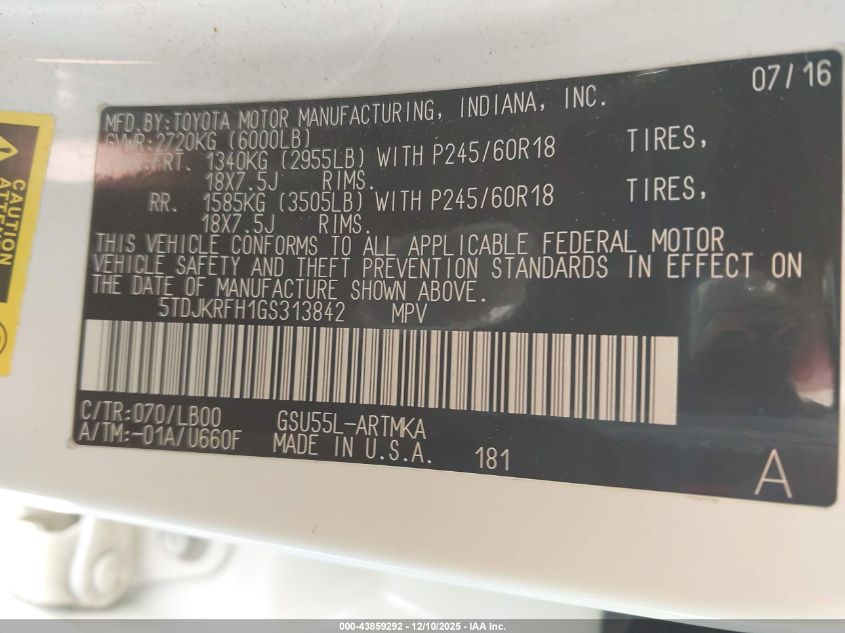 07/16
MFD.BY:TOYOTA MOTOR MANUFACTURING, INDIANA, INC.
GVWR:2720KG (6000LB)
FRT. 1340KG (2955LB) WITH P245/60R18 TIRES,
18X7.5J RIMS.
RR. 1585KG (3505LB) WITH P245/60R18 TIRES,
18X7.5J RIMS.
THIS VEHICLE CONFORMS TO ALL APPLICABLE FEDERAL MOTOR
VEHICLE SAFETY AND THEFT PREVENTION STANDARDS IN EFFECT ON
THE DATE OF MANUFACTURE SHOWN ABOVE.
5TDJKRFH1GS313842 MPV
C/TR:070/LB00 GSU55L-ARTMKA
A/TM:-01A/U660F MADE IN U.S.A. 181
A
CAUTION
000-43859292 - 12/10/2025 - IAA Inc.